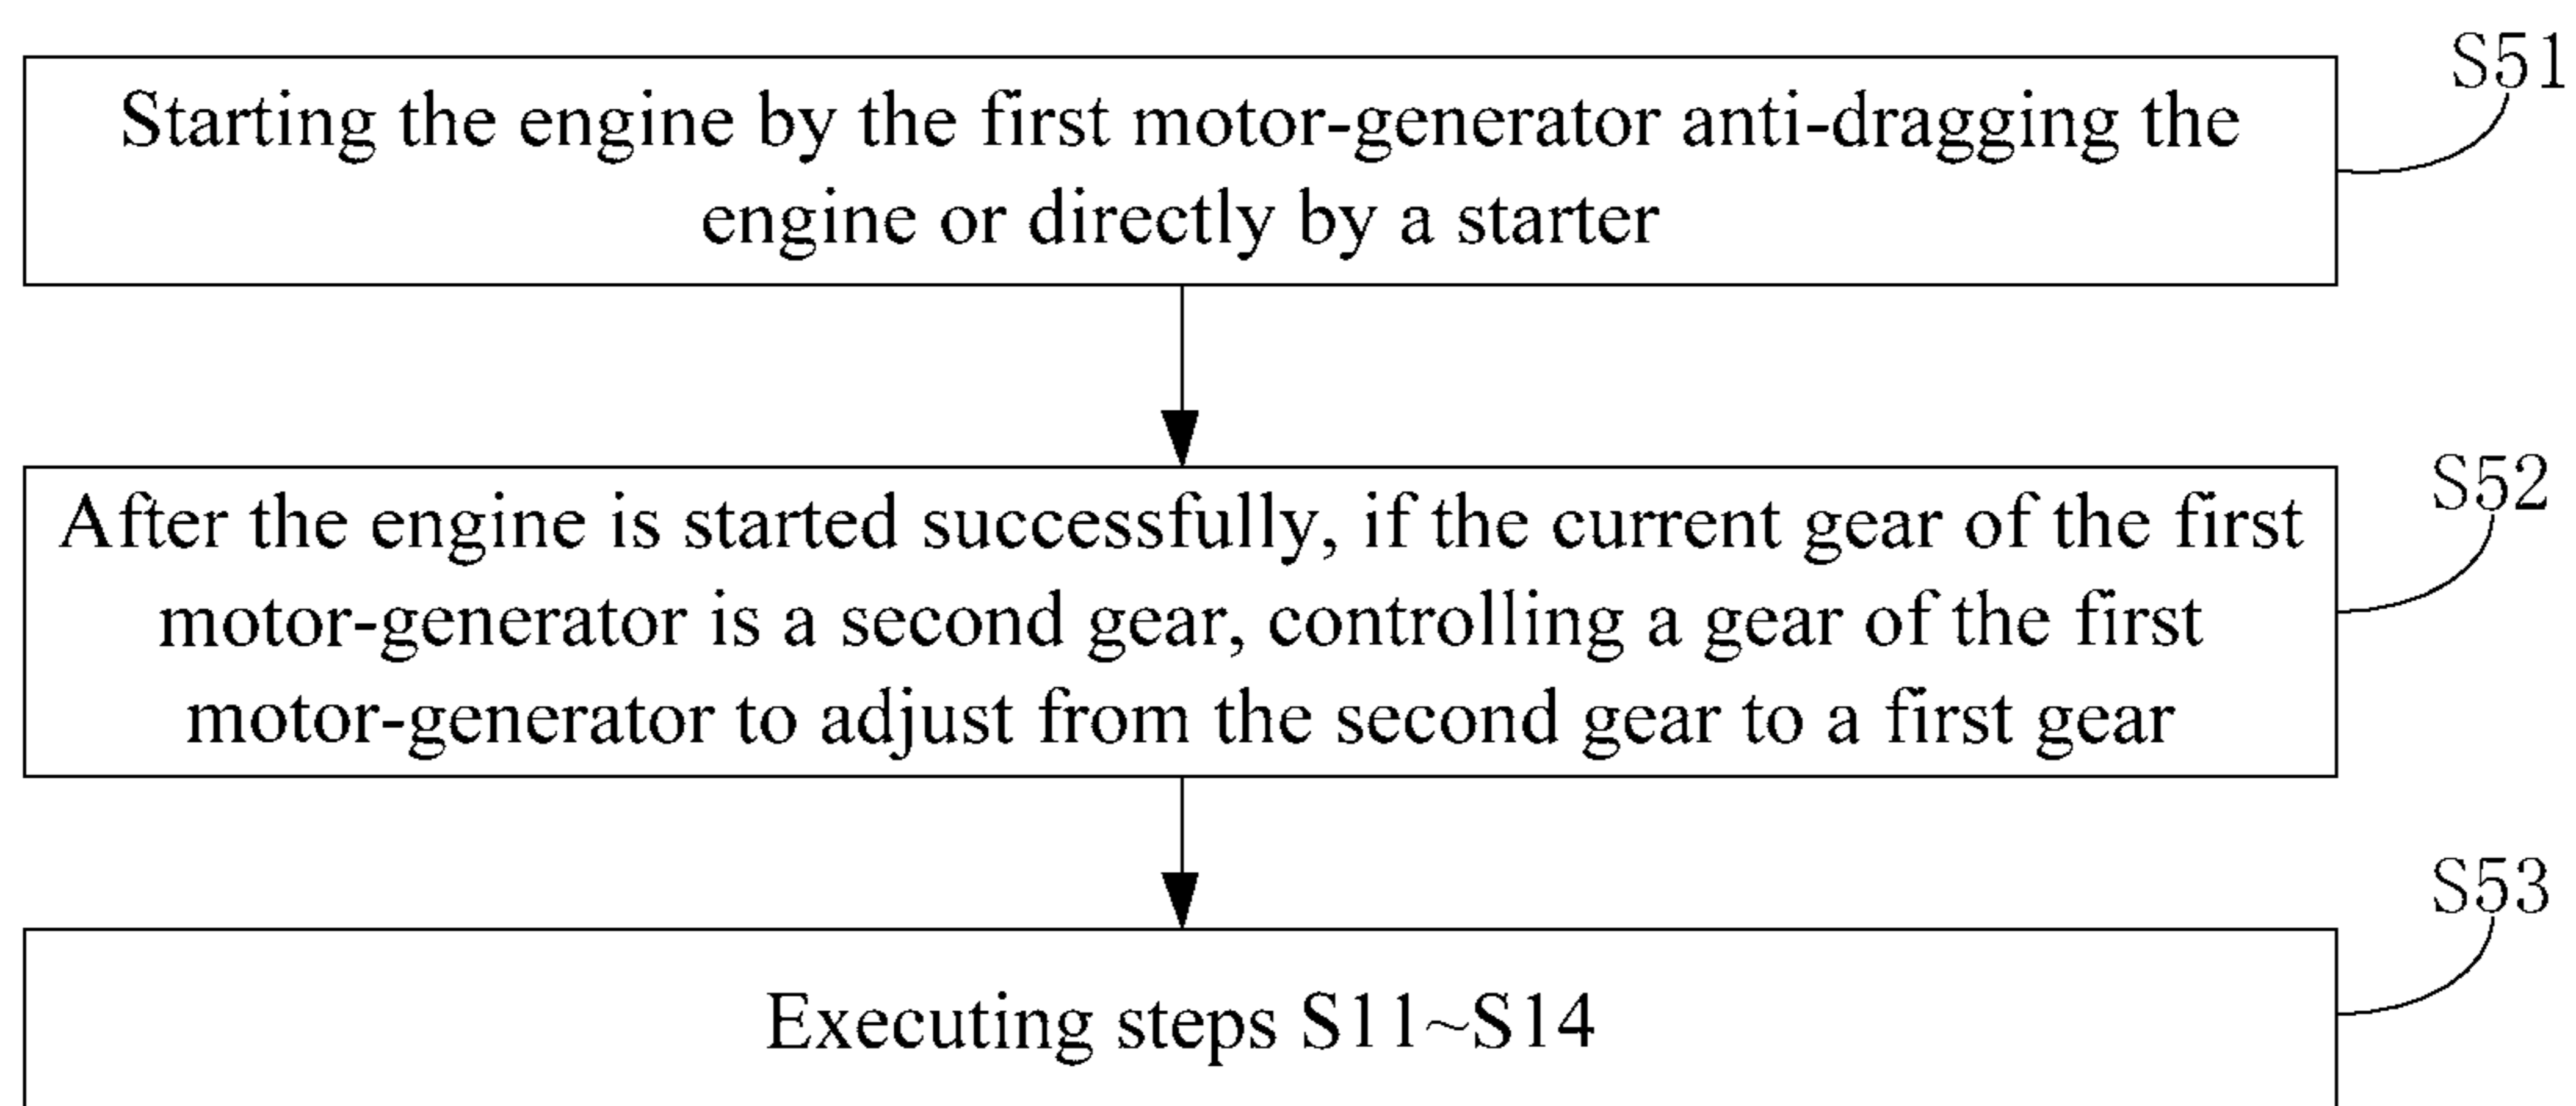 S51
Starting the engine by the first motor-generator anti-dragging the
engine or directly by a starter
S52
After the engine is started successfully, if the current gear of the first
motor-generator is a second gear, controlling a gear of the first
motor-generator to adjust from the second gear to a first gear
S53
Executing steps S11~S14